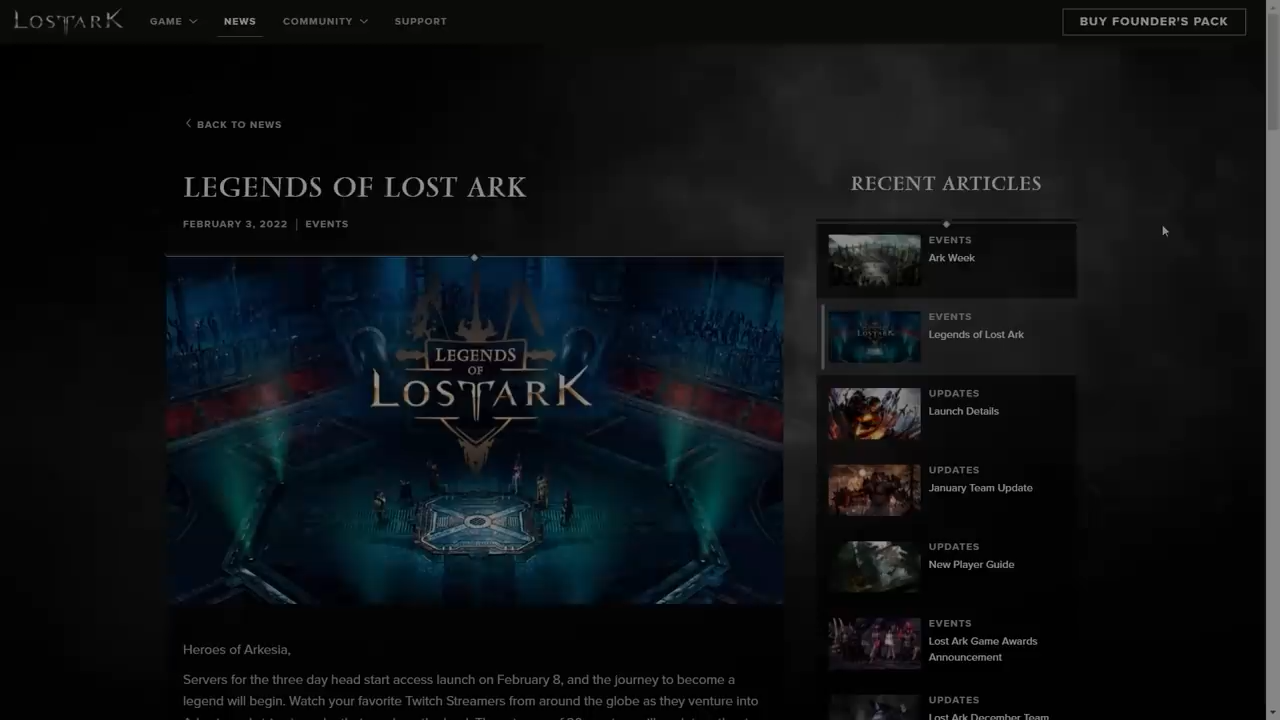 LOST ARK
GAME
NEWS
COMMUNITY
SUPPORT
BUY FOUNDER'S PACK
BACK TO NEWS
LEGENDS OF LOST ARK
FEBRUARY 3, 2022 | EVENTS
LEGENDS
OF
LOST ARK
Heroes of Arkesia,
Servers for the three day head start access launch on February 8, and the journey to become a
legend will begin. Watch your favorite Twitch Streamers from around the globe as they venture into
RECENT ARTICLES
EVENTS
Ark Week
EVENTS
Legends of Lost Ark
UPDATES
Launch Details
UPDATES
January Team Update
UPDATES
New Player Guide
EVENTS
Lost Ark Game Awards
Announcement
UPDATES
Lost Ark December Team